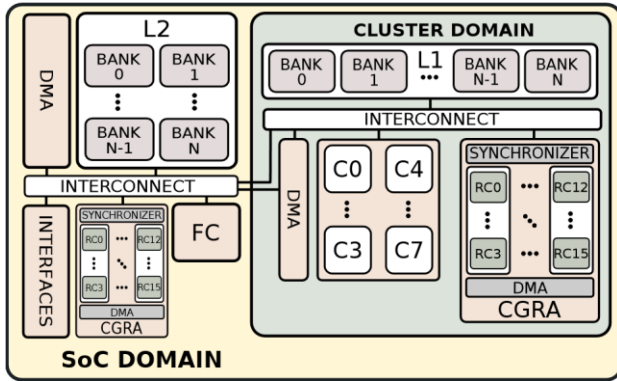 DMA
L2
BANK 0
BANK 1
BANK N-1
BANK N
INTERCONNECT
INTERFACES
SYNCHRONIZER
RC0
RC12
RC3
RC15
DMA
CGRA
FC
SoC DOMAIN
CLUSTER DOMAIN
L1
BANK 0
BANK 1
BANK N-1
BANK N
INTERCONNECT
DMA
C0
C4
C3
C7
SYNCHRONIZER
RC0
RC12
RC3
RC15
DMA
CGRA